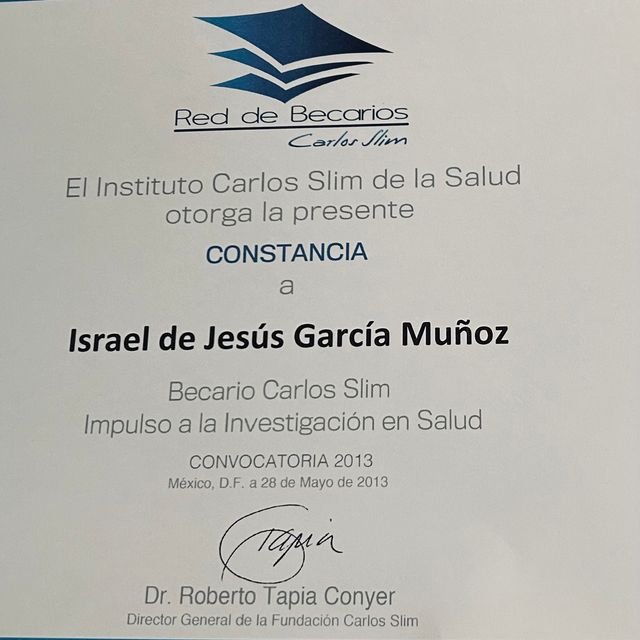 Red de Becarios
Carlos Slim
El Instituto Carlos Slim de la Salud
otorga la presente
CONSTANCIA
a
Israel de Jesús García Muñoz
Becario Carlos Slim
Impulso a la Investigación en Salud
CONVOCATORIA 2013
México, D.F. a 28 de Mayo de 2013
Tapia
Dr. Roberto Tapia Conyer
Director General de la Fundación Carlos Slim